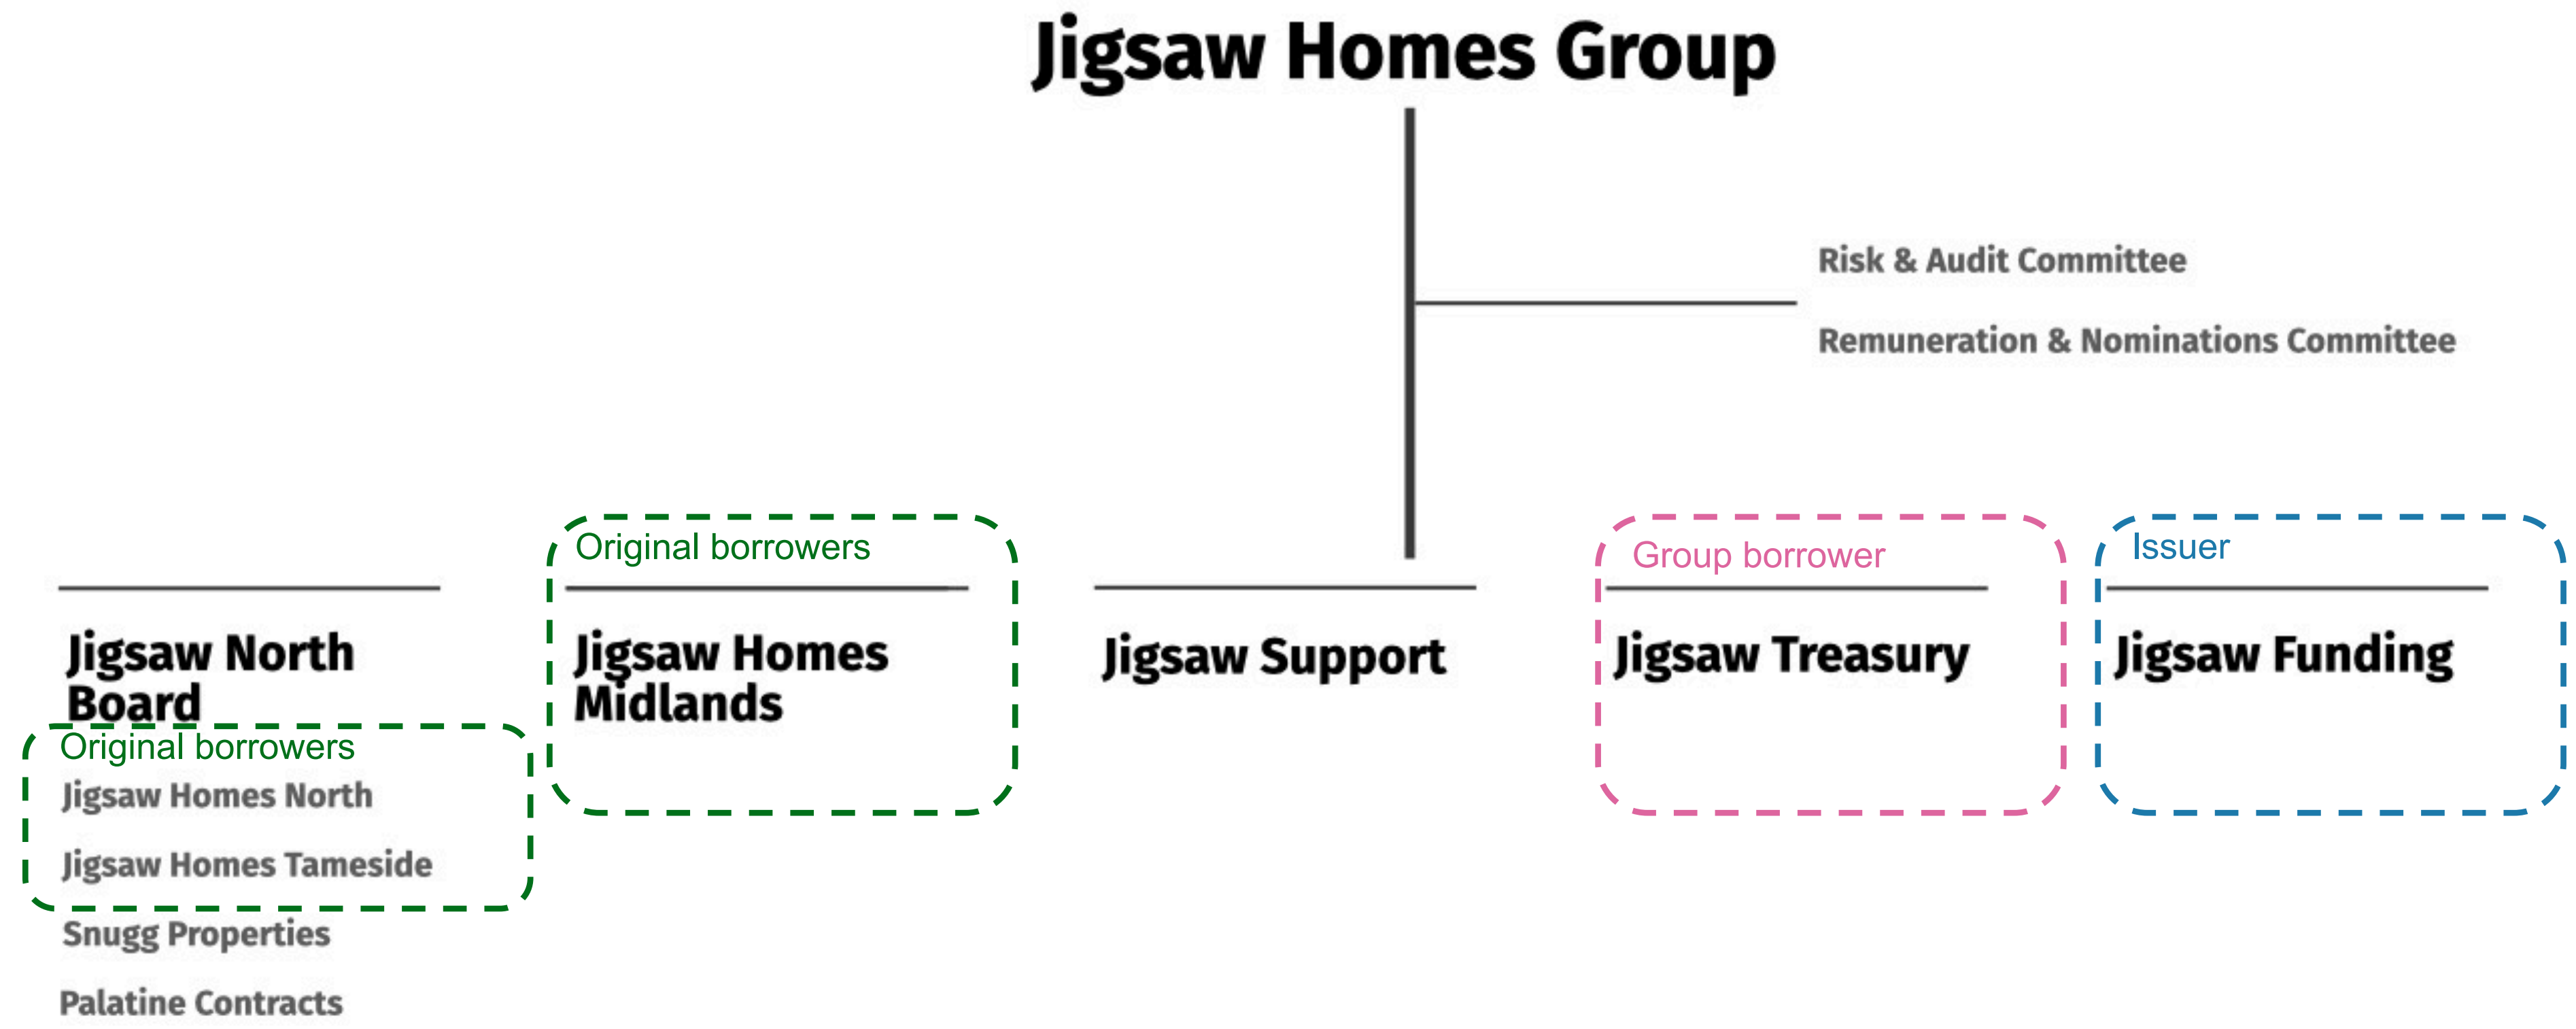 Jigsaw Homes Group
Risk & Audit Committee
Remuneration & Nominations Committee
Original borrowers
Group borrower
Issuer
Jigsaw North
Board
Jigsaw Homes
Midlands
Jigsaw Support
Jigsaw Treasury
Jigsaw Funding
Original borrowers
Jigsaw Homes North
Jigsaw Homes Tameside
Snugg Properties
Palatine Contracts